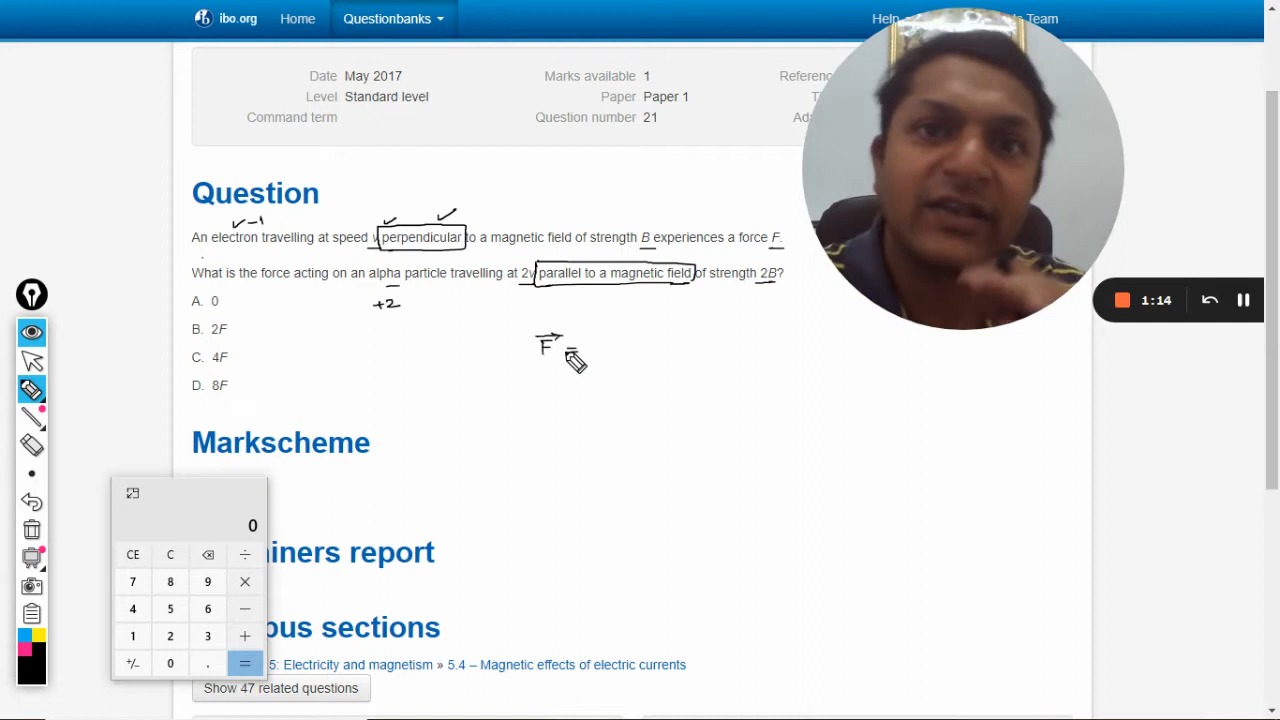 ibo.org Home Questionbanks Help Team
Date May 2017 Marks available 1
Level Standard level Paper Paper 1
Command term Question number 21
Question
-1
An electron travelling at speed v perpendicular to a magnetic field of strength B experiences a force F.
What is the force acting on an alpha particle travelling at 2v parallel to a magnetic field of strength 2B?
+2
A. 0
B. 2F
C. 4F
D. 8F
F =
Markscheme
0
CE C ÷
7 8 9 ×
4 5 6 −
1 2 3 +
+/− 0 . =
1:14
5: Electricity and magnetism » 5.4 – Magnetic effects of electric currents
Show 47 related questions